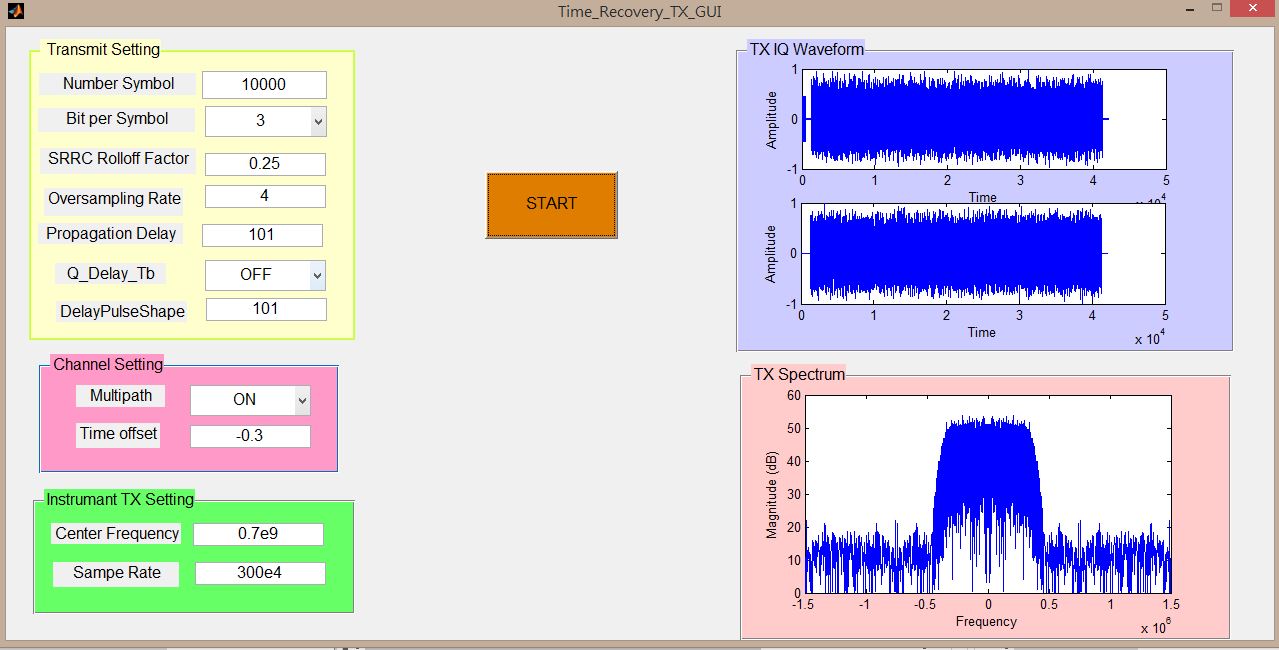 Time_Recovery_TX_GUI
Transmit Setting
Number Symbol 10000
Bit per Symbol 3
SRRC Rolloff Factor 0.25
Oversampling Rate 4
Propagation Delay 101
Q_Delay_Tb OFF
DelayPulseShape 101
Channel Setting
Multipath ON
Time offset -0.3
Instrumant TX Setting
Center Frequency 0.7e9
Sampe Rate 300e4
START
TX IQ Waveform
Amplitude
1
0
-1
0 1 2 3 4 5
Time
x 10^4
Amplitude
1
0
-1
0 1 2 3 4 5
Time
x 10^4
TX Spectrum
Magnitude (dB)
60
50
40
30
20
10
0
-1.5 -1 -0.5 0 0.5 1 1.5
Frequency
x 10^6